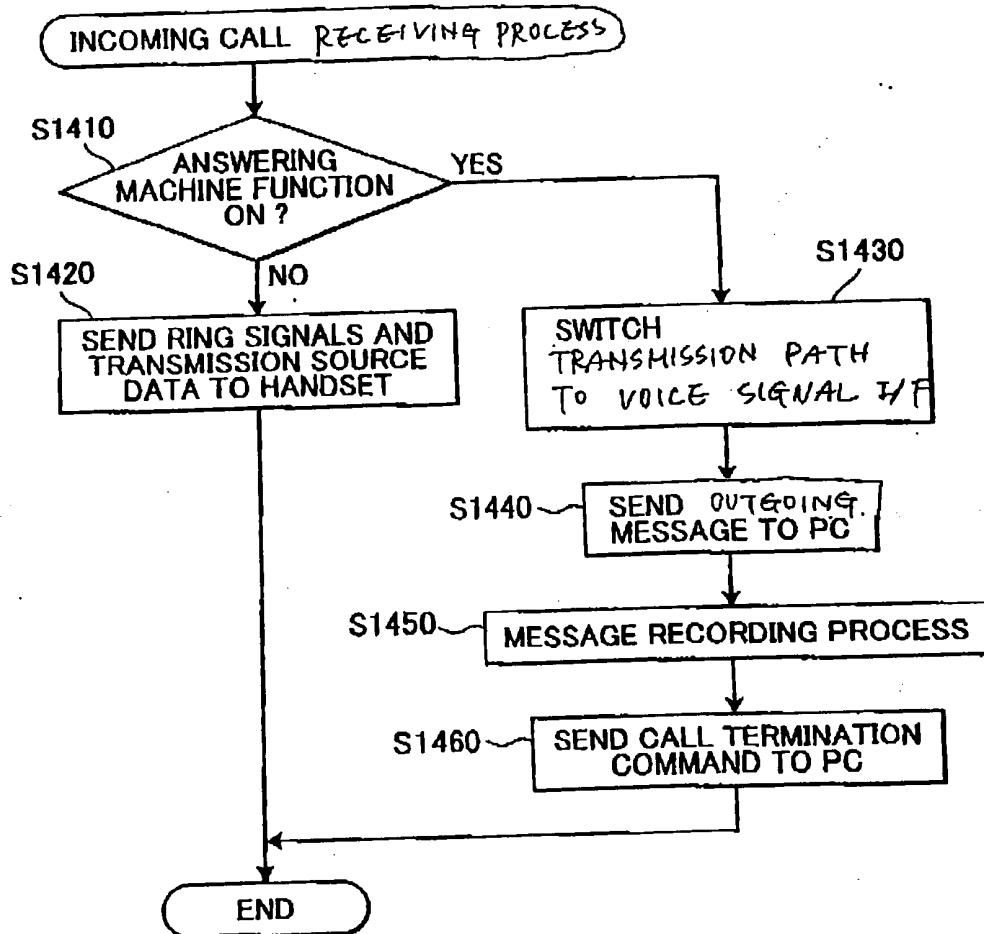 INCOMING CALL RECEIVING PROCESS
S1410
ANSWERING
MACHINE FUNCTION
ON ?
YES
NO
S1420
SEND RING SIGNALS AND
TRANSMISSION SOURCE
DATA TO HANDSET
S1430
SWITCH
TRANSMISSION PATH
TO VOICE SIGNAL I/F
S1440
SEND OUTGOING
MESSAGE TO PC
S1450
MESSAGE RECORDING PROCESS
S1460
SEND CALL TERMINATION
COMMAND TO PC
END